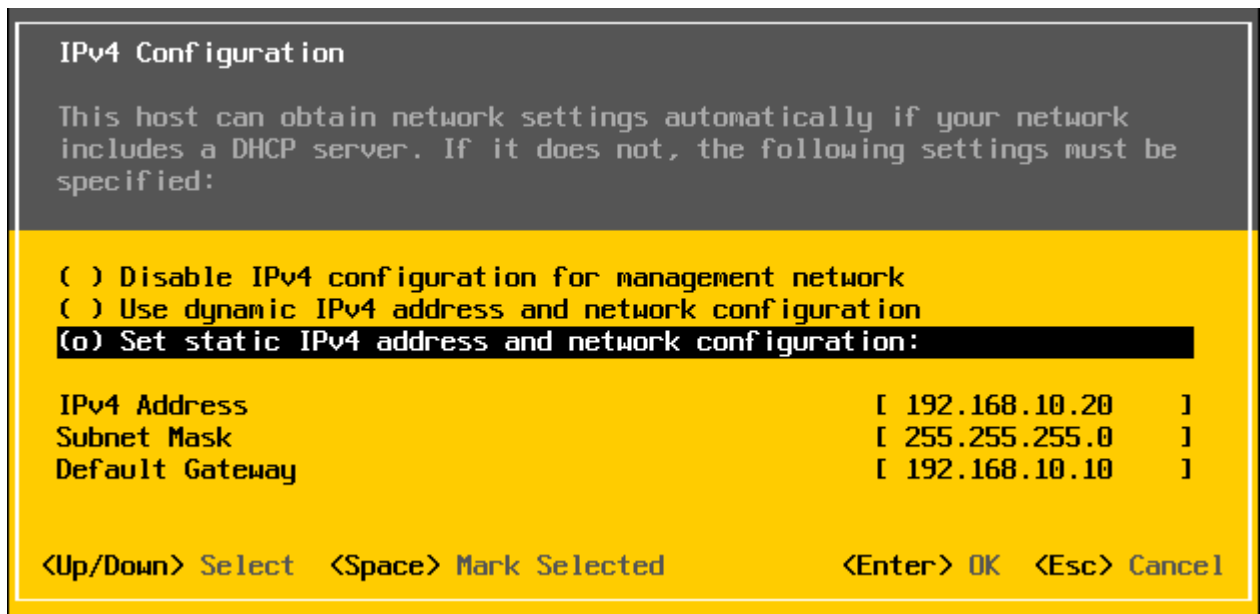 IPv4 Configuration
This host can obtain network settings automatically if your network
includes a DHCP server. If it does not, the following settings must be
specified:
( ) Disable IPv4 configuration for management network
( ) Use dynamic IPv4 address and network configuration
(o) Set static IPv4 address and network configuration:
IPv4 Address [ 192.168.10.20 ]
Subnet Mask [ 255.255.255.0 ]
Default Gateway [ 192.168.10.10 ]
<Up/Down> Select <Space> Mark Selected <Enter> OK <Esc> Cancel